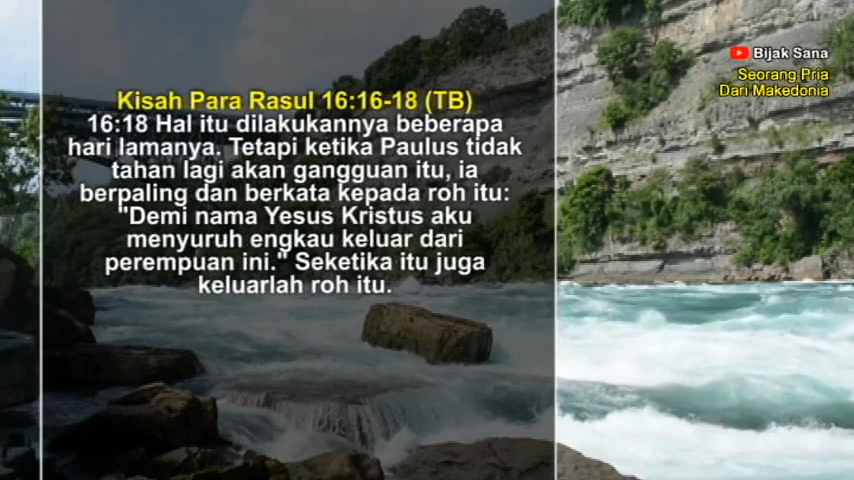 Kisah Para Rasul 16:16-18 (TB)
16:18 Hal itu dilakukannya beberapa
hari lamanya. Tetapi ketika Paulus tidak
tahan lagi akan gangguan itu, ia
berpaling dan berkata kepada roh itu:
"Demi nama Yesus Kristus aku
menyuruh engkau keluar dari
perempuan ini." Seketika itu juga
keluarlah roh itu.
Bijak Sana
Seorang Pria
Dari Makedonia